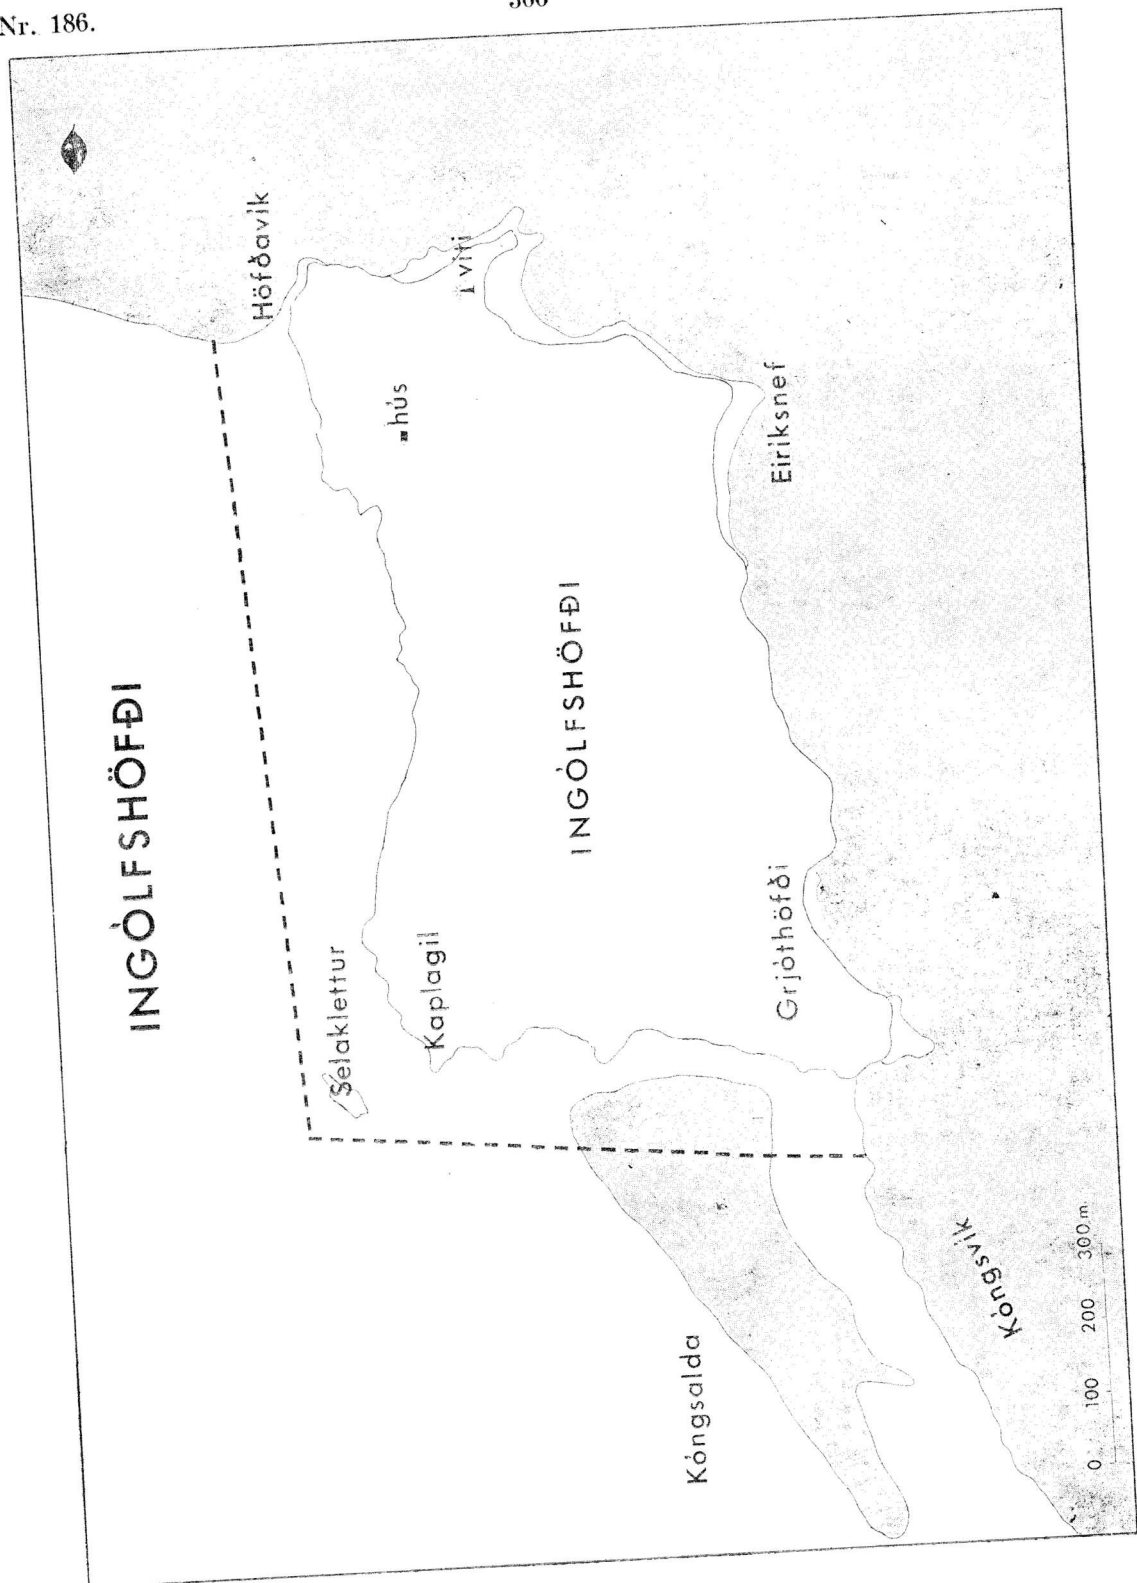 Nr. 186.
INGÓLFSHÖFÐI
Höfðavík
viti
hús
Selaklettur
Kaplagil
INGÓLFSHÖFÐI
Eiríksnef
Grjóthöfði
Kóngsalda
Kóngsvík
0 100 200 300 m.